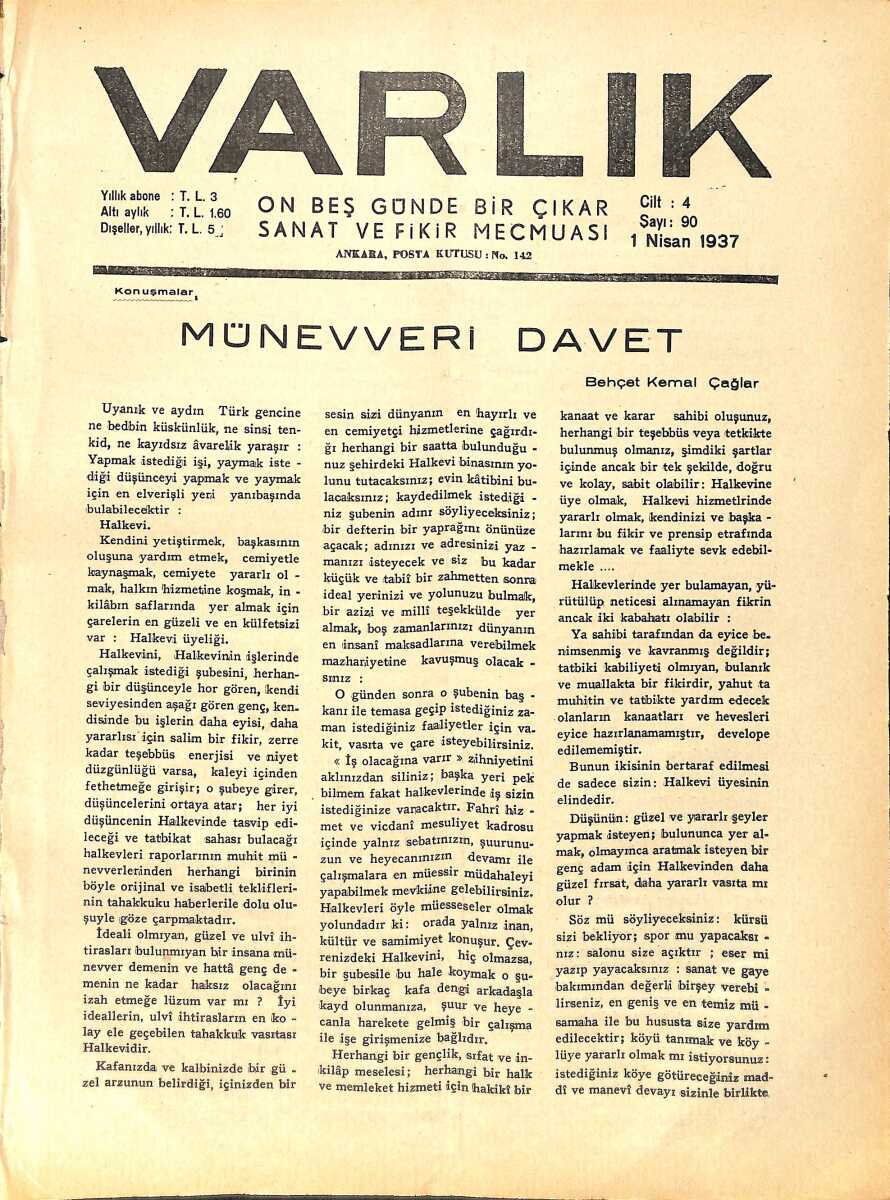 VARLIK
Yıllık abone : T. L. 3
Altı aylık : T. L. 1.60
Dışeller, yıllık: T. L. 5
ON BEŞ GÜNDE BİR ÇIKAR
SANAT VE FİKİR MECMUASI
ANKARA, POSTA KUTUSU: No. 142
Cilt : 4
Sayı: 90
1 Nisan 1937
Konuşmalar
MÜNEVVERİ DAVET
Behçet Kemal Çağlar
Uyanık ve aydın Türk gencine
ne bedbin küskünlük, ne sinsi ten-
kid, ne kayıdsız âvarelik yaraşır :
Yapmak istediği işi, yaymak iste -
diği düşünceyi yapmak ve yaymak
için en elverişli yeri yanıbaşında
bulabilecektir :
Halkevi.
Kendini yetiştirmek, başkasının
oluşuna yardım etmek, cemiyetle
kaynaşmak, cemiyete yararlı ol -
mak, halkın hizmetine koşmak, in -
kilâbın saflarında yer almak için
çarelerin en güzeli ve en külfetsizi
var : Halkevi üyeliği.
Halkevini, Halkevinin işlerinde
çalışmak istediği şubesini, herhan-
gi bir düşünceyle hor gören, kendi
seviyesinden aşağı gören genç, ken-
disinde bu işlerin daha eyisi, daha
yararlısı için salim bir fikir, zerre
kadar teşebbüs enerjisi ve niyet
düzgünlüğü varsa, kaleyi içinden
fethetmeğe girişir; o şubeye girer,
düşüncelerini ortaya atar; her iyi
düşüncenin Halkevinde tasvip edi-
leceği ve tatbikat sahası bulacağı
halkevleri raporlarının muhit mü -
nevverlerinden herhangi birinin
böyle orijinal ve isabetli teklifleri-
nin tahakkuku haberlerile dolu olu-
şuyle göze çarpmaktadır.
İdeali olmıyan, güzel ve ulvî ih-
tirasları bulunmıyan bir insana mü-
nevver demenin ve hattâ genç de -
menin ne kadar haksız olacağını
izah etmeğe lüzum var mı ? İyi
ideallerin, ulvî ihtirasların en ko -
lay ele geçebilen tahakkuk vasıtası
Halkevidir.
Kafanızda ve kalbinizde bir gü -
zel arzunun belirdiği, içinizden bir
sesin sizi dünyanın en hayırlı ve
en cemiyetçi hizmetlerine çağırdı-
ğı herhangi bir saatta bulunduğu -
nuz şehirdeki Halkevi binasının yo-
lunu tutacaksınız; evin kâtibini bu-
lacaksınız; kaydedilmek istediği -
niz şubenin adını söyliyeceksiniz;
bir defterin bir yaprağını önünüze
açacak; adınızı ve adresinizi yaz -
manızı isteyecek ve siz bu kadar
küçük ve tabiî bir zahmetten sonra
ideal yerinizi ve yolunuzu bulmak,
bir azizi ve millî teşekkülde yer
almak, boş zamanlarınızı dünyanın
en insanî maksadlarına verebilmek
mazhariyetine kavuşmuş olacak -
sınız :
O günden sonra o şubenin baş -
kanı ile temasa geçip istediğiniz za-
man istediğiniz faaliyetler için va-
kit, vasıta ve çare isteyebilirsiniz.
« İş olacağına varır » zihniyetini
aklınızdan siliniz; başka yeri pek
bilmem fakat halkevlerinde iş sizin
istediğinize varacaktır. Fahrî hiz -
met ve vicdanî mesuliyet kadrosu
içinde yalnız sebatınızın, şuurunu-
zun ve heyecanınızın devamı ile
çalışmalara en müessir müdahaleyi
yapabilmek mevkiine gelebilirsiniz.
Halkevleri öyle müesseseler olmak
yolundadır ki: orada yalnız inan,
kültür ve samimiyet konuşur. Çev-
renizdeki Halkevini, hiç olmazsa,
bir şubesile bu hale koymak o şu-
beye birkaç kafa dengi arkadaşla
kayd olunmanıza, şuur ve heye -
canla harekete gelmiş bir çalışma
ile işe girişmenize bağlıdır.
Herhangi bir gençlik, sıfat ve in-
kilâp meselesi; herhangi bir halk
ve memleket hizmeti için hakikî bir
kanaat ve karar sahibi oluşunuz,
herhangi bir teşebbüs veya tetkikte
bulunmuş olmanız, şimdiki şartlar
içinde ancak bir tek şekilde, doğru
ve kolay, sabit olabilir: Halkevine
üye olmak, Halkevi hizmetlrinde
yararlı olmak, kendinizi ve başka -
larını bu fikir ve prensip etrafında
hazırlamak ve faaliyte sevk edebil-
mekle ....
Halkevlerinde yer bulamayan, yü-
rütülüp neticesi alınamayan fikrin
ancak iki kabahatı olabilir :
Ya sahibi tarafından da eyice be-
nimsenmiş ve kavranmış değildir;
tatbiki kabiliyeti olmıyan, bulanık
ve muallakta bir fikirdir, yahut ta
muhitin ve tatbikte yardım edecek
olanların kanaatları ve hevesleri
eyice hazırlanamamıştır, develope
edilememiştir.
Bunun ikisinin bertaraf edilmesi
de sadece sizin: Halkevi üyesinin
elindedir.
Düşünün: güzel ve yararlı şeyler
yapmak isteyen; bulununca yer al-
mak, olmayınca aratmak isteyen bir
genç adam için Halkevinden daha
güzel fırsat, daha yararlı vasıta mı
olur ?
Söz mü söyliyeceksiniz: kürsü
sizi bekliyor; spor mu yapacaksı -
nız: salonu size açıktır ; eser mi
yazıp yayacaksınız : sanat ve gaye
bakımından değerli birşey verebi -
lirseniz, en geniş ve en temiz mü -
samaha ile bu hususta size yardım
edilecektir; köyü tanımak ve köy -
lüye yararlı olmak mı istiyorsunuz:
istediğiniz köye götüreceğiniz mad-
dî ve manevî devayı sizinle birlikte